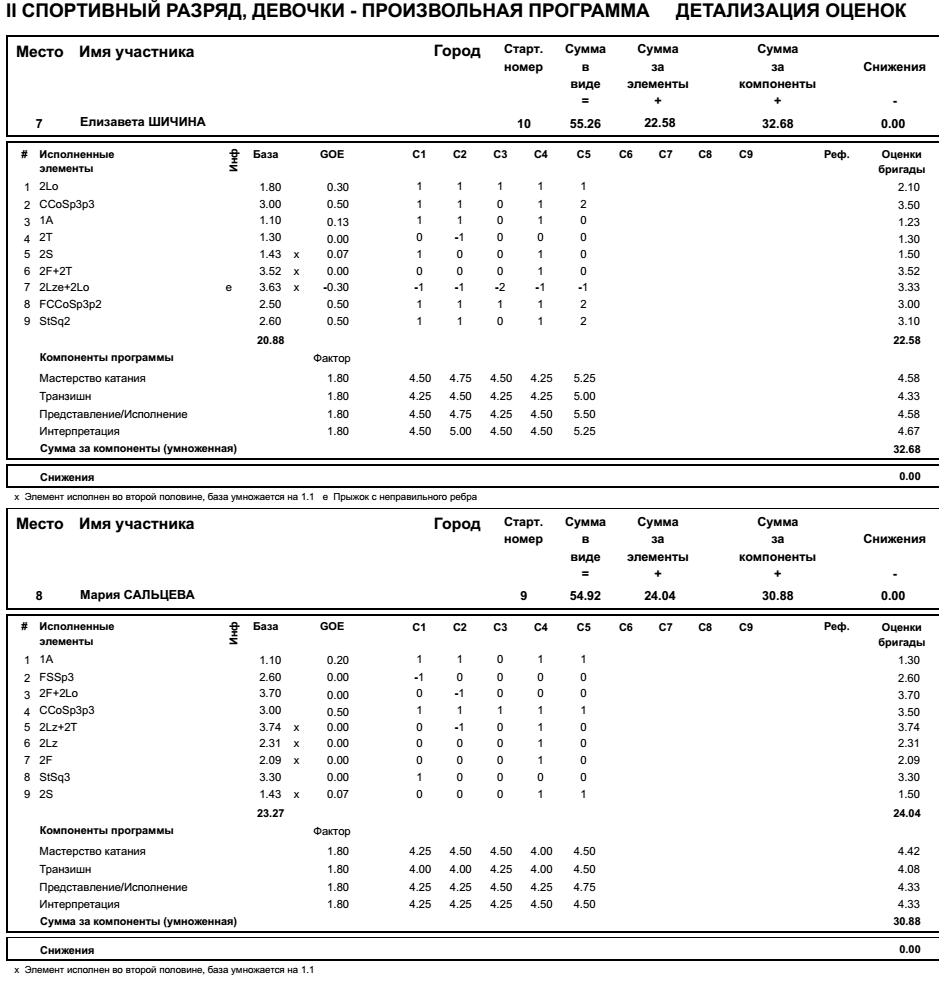 II СПОРТИВНЫЙ РАЗРЯД, ДЕВОЧКИ - ПРОИЗВОЛЬНАЯ ПРОГРАММА ДЕТАЛИЗАЦИЯ ОЦЕНОК
Место Имя участника Город Старт. номер Сумма в виде = Сумма за элементы + Сумма за компоненты + Снижения -
7 Елизавета ШИЧИНА 10 55.26 22.58 32.68 0.00
# Исполненные элементы Инф База GOE C1 C2 C3 C4 C5 C6 C7 C8 C9 Реф. Оценки бригады
1 2Lo 1.80 0.30 1 1 1 1 1 2.10
2 CCoSp3p3 3.00 0.50 1 1 0 1 2 3.50
3 1A 1.10 0.13 1 1 0 1 0 1.23
4 2T 1.30 0.00 0 -1 0 0 0 1.30
5 2S 1.43 x 0.07 1 0 0 1 0 1.50
6 2F+2T 3.52 x 0.00 0 0 0 1 0 3.52
7 2Lze+2Lo e 3.63 x -0.30 -1 -1 -2 -1 -1 3.33
8 FCCoSp3p2 2.50 0.50 1 1 1 1 2 3.00
9 StSq2 2.60 0.50 1 1 0 1 2 3.10
20.88 22.58
Компоненты программы Фактор
Мастерство катания 1.80 4.50 4.75 4.50 4.25 5.25 4.58
Транзишн 1.80 4.25 4.50 4.25 4.25 5.00 4.33
Представление/Исполнение 1.80 4.50 4.75 4.25 4.50 5.50 4.58
Интерпретация 1.80 4.50 5.00 4.50 4.50 5.25 4.67
Сумма за компоненты (умноженная) 32.68
Снижения 0.00
x Элемент исполнен во второй половине, база умножается на 1.1 e Прыжок с неправильного ребра
Место Имя участника Город Старт. номер Сумма в виде = Сумма за элементы + Сумма за компоненты + Снижения -
8 Мария САЛЬЦЕВА 9 54.92 24.04 30.88 0.00
# Исполненные элементы Инф База GOE C1 C2 C3 C4 C5 C6 C7 C8 C9 Реф. Оценки бригады
1 1A 1.10 0.20 1 1 0 1 1 1.30
2 FSSp3 2.60 0.00 -1 0 0 0 0 2.60
3 2F+2Lo 3.70 0.00 0 -1 0 0 0 3.70
4 CCoSp3p3 3.00 0.50 1 1 1 1 1 3.50
5 2Lz+2T 3.74 x 0.00 0 -1 0 1 0 3.74
6 2Lz 2.31 x 0.00 0 0 0 1 0 2.31
7 2F 2.09 x 0.00 0 0 0 1 0 2.09
8 StSq3 3.30 0.00 1 0 0 0 0 3.30
9 2S 1.43 x 0.07 0 0 0 1 1 1.50
23.27 24.04
Компоненты программы Фактор
Мастерство катания 1.80 4.25 4.50 4.50 4.00 4.50 4.42
Транзишн 1.80 4.00 4.00 4.25 4.00 4.50 4.08
Представление/Исполнение 1.80 4.25 4.25 4.50 4.25 4.75 4.33
Интерпретация 1.80 4.25 4.25 4.25 4.50 4.50 4.33
Сумма за компоненты (умноженная) 30.88
Снижения 0.00
x Элемент исполнен во второй половине, база умножается на 1.1